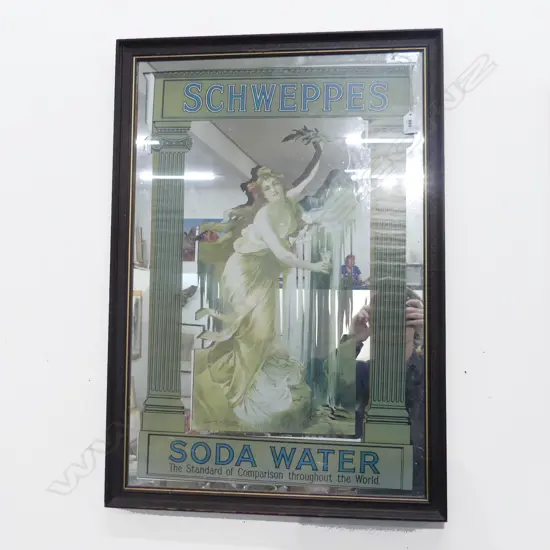 SCHWEPPES
SODA WATER
The Standard of Comparison throughout the World